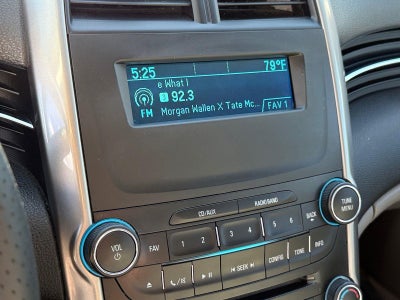 5:25 79°F
e What I
92.3
FM Morgan Wallen X Tate Mc... FAV 1
CD/AUX RADIO/BAND
VOL FAV 1 2 3 4 5 6 BACK TUNE MENU
SEEK CONFIG TONE INFO